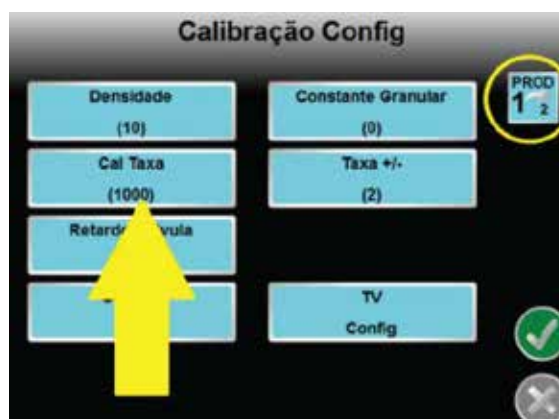 Calibração Config
Densidade
(10)
Constante Granular
(0)
PROD
1 2
Cal Taxa
(1000)
Taxa +/-
(2)
TV
Config